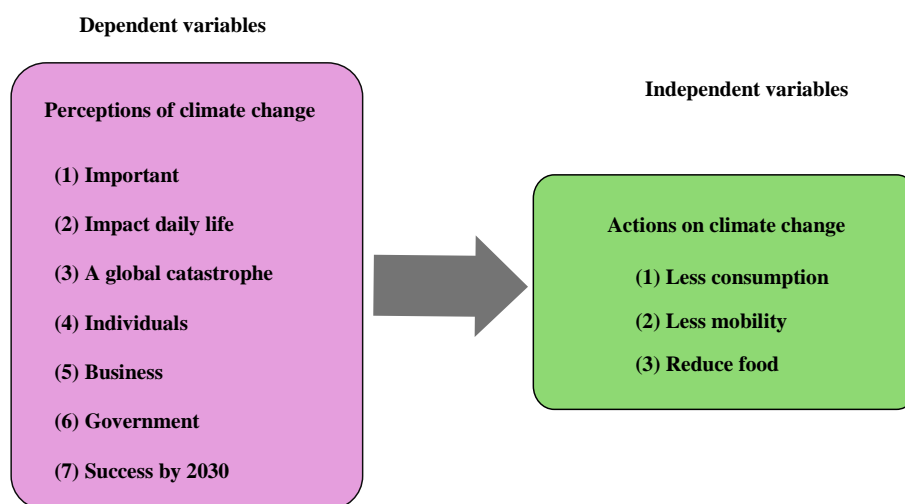 Dependent variables
Perceptions of climate change
(1) Important
(2) Impact daily life
(3) A global catastrophe
(4) Individuals
(5) Business
(6) Government
(7) Success by 2030
Independent variables
Actions on climate change
(1) Less consumption
(2) Less mobility
(3) Reduce food